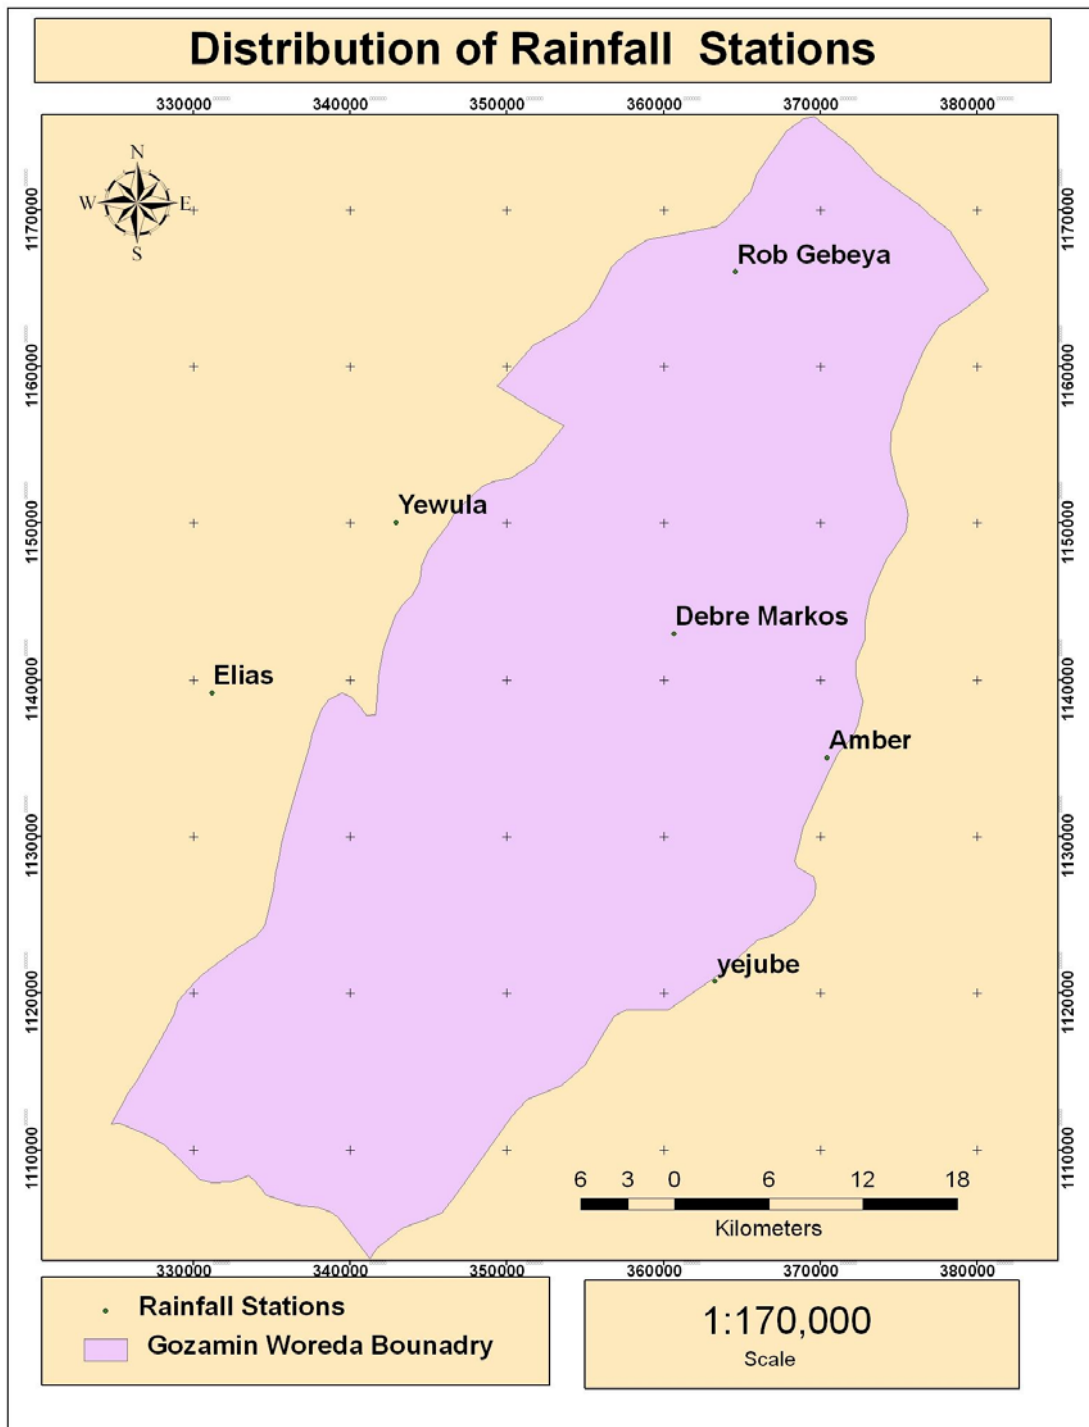 Distribution of Rainfall  Stations
330000 340000 350000 360000 370000 380000
N
W E
S
1170000 1170000
Rob Gebeya
1160000 1160000
Yewula
1150000 1150000
Debre Markos
Elias
1140000 1140000
Amber
1130000 1130000
yejube
1120000 1120000
1110000 1110000
6 3 0 6 12 18
Kilometers
330000 340000 350000 360000 370000 380000
Rainfall Stations
Gozamin Woreda Bounadry
1:170,000
Scale